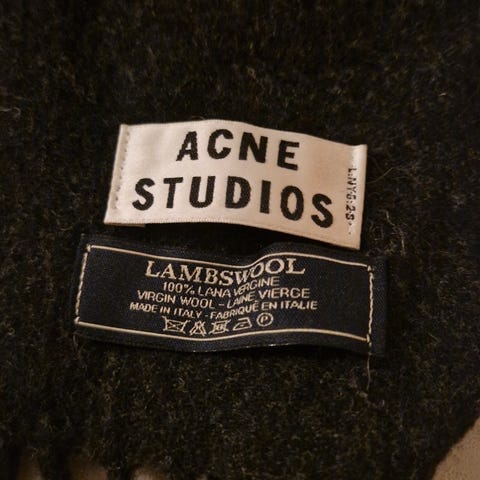 ACNE
STUDIOS
LAMBSWOOL
100% LANA VERGINE
VIRGIN WOOL - LAINE VIERGE
MADE IN ITALY - FABRIQUÉ EN ITALIE
P